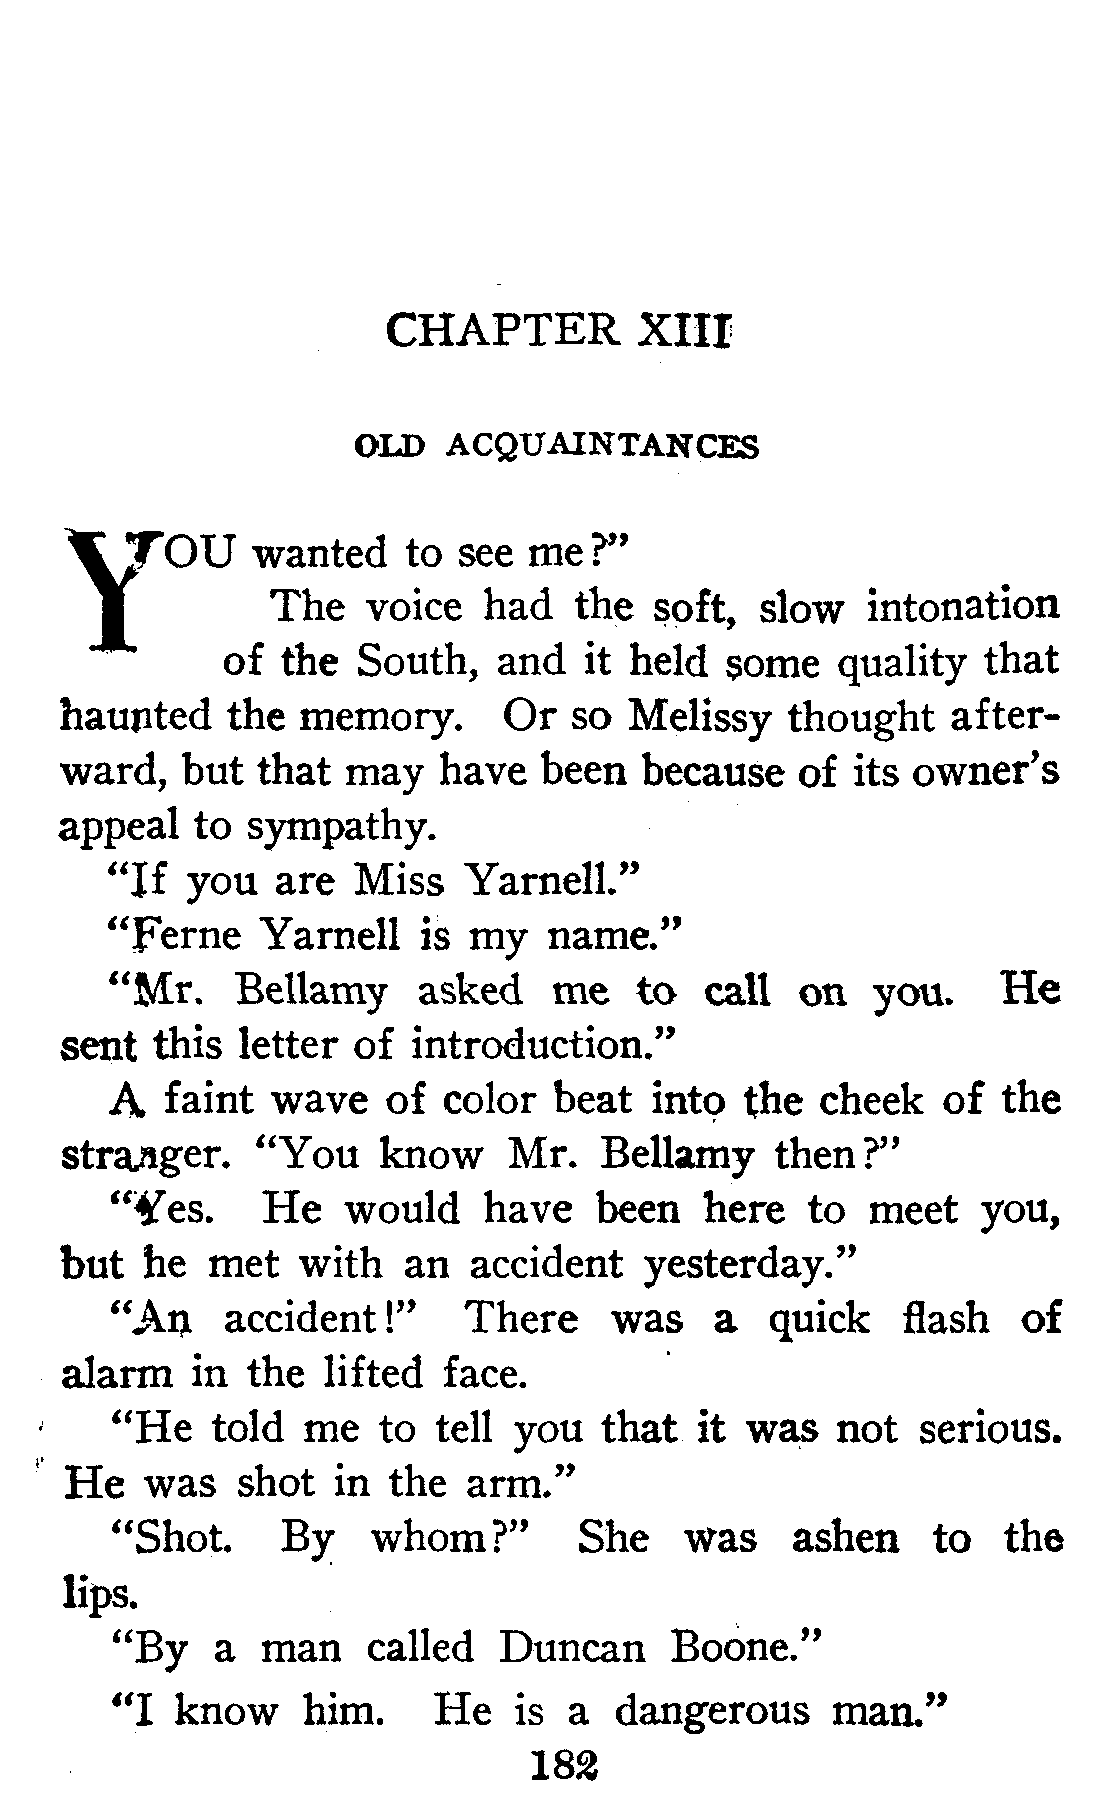 CHAPTER XIII
OLD ACQUAINTANCES
YOU wanted to see me?"
The voice had the soft, slow intonation
of the South, and it held some quality that
haunted the memory. Or so Melissy thought after-
ward, but that may have been because of its owner's
appeal to sympathy.
"If you are Miss Yarnell."
"Ferne Yarnell is my name."
"Mr. Bellamy asked me to call on you. He
sent this letter of introduction."
A faint wave of color beat into the cheek of the
stranger. "You know Mr. Bellamy then?"
"Yes. He would have been here to meet you,
but he met with an accident yesterday."
"An accident!" There was a quick flash of
alarm in the lifted face.
"He told me to tell you that it was not serious.
He was shot in the arm."
"Shot. By whom?" She was ashen to the
lips.
"By a man called Duncan Boone."
"I know him. He is a dangerous man."
182